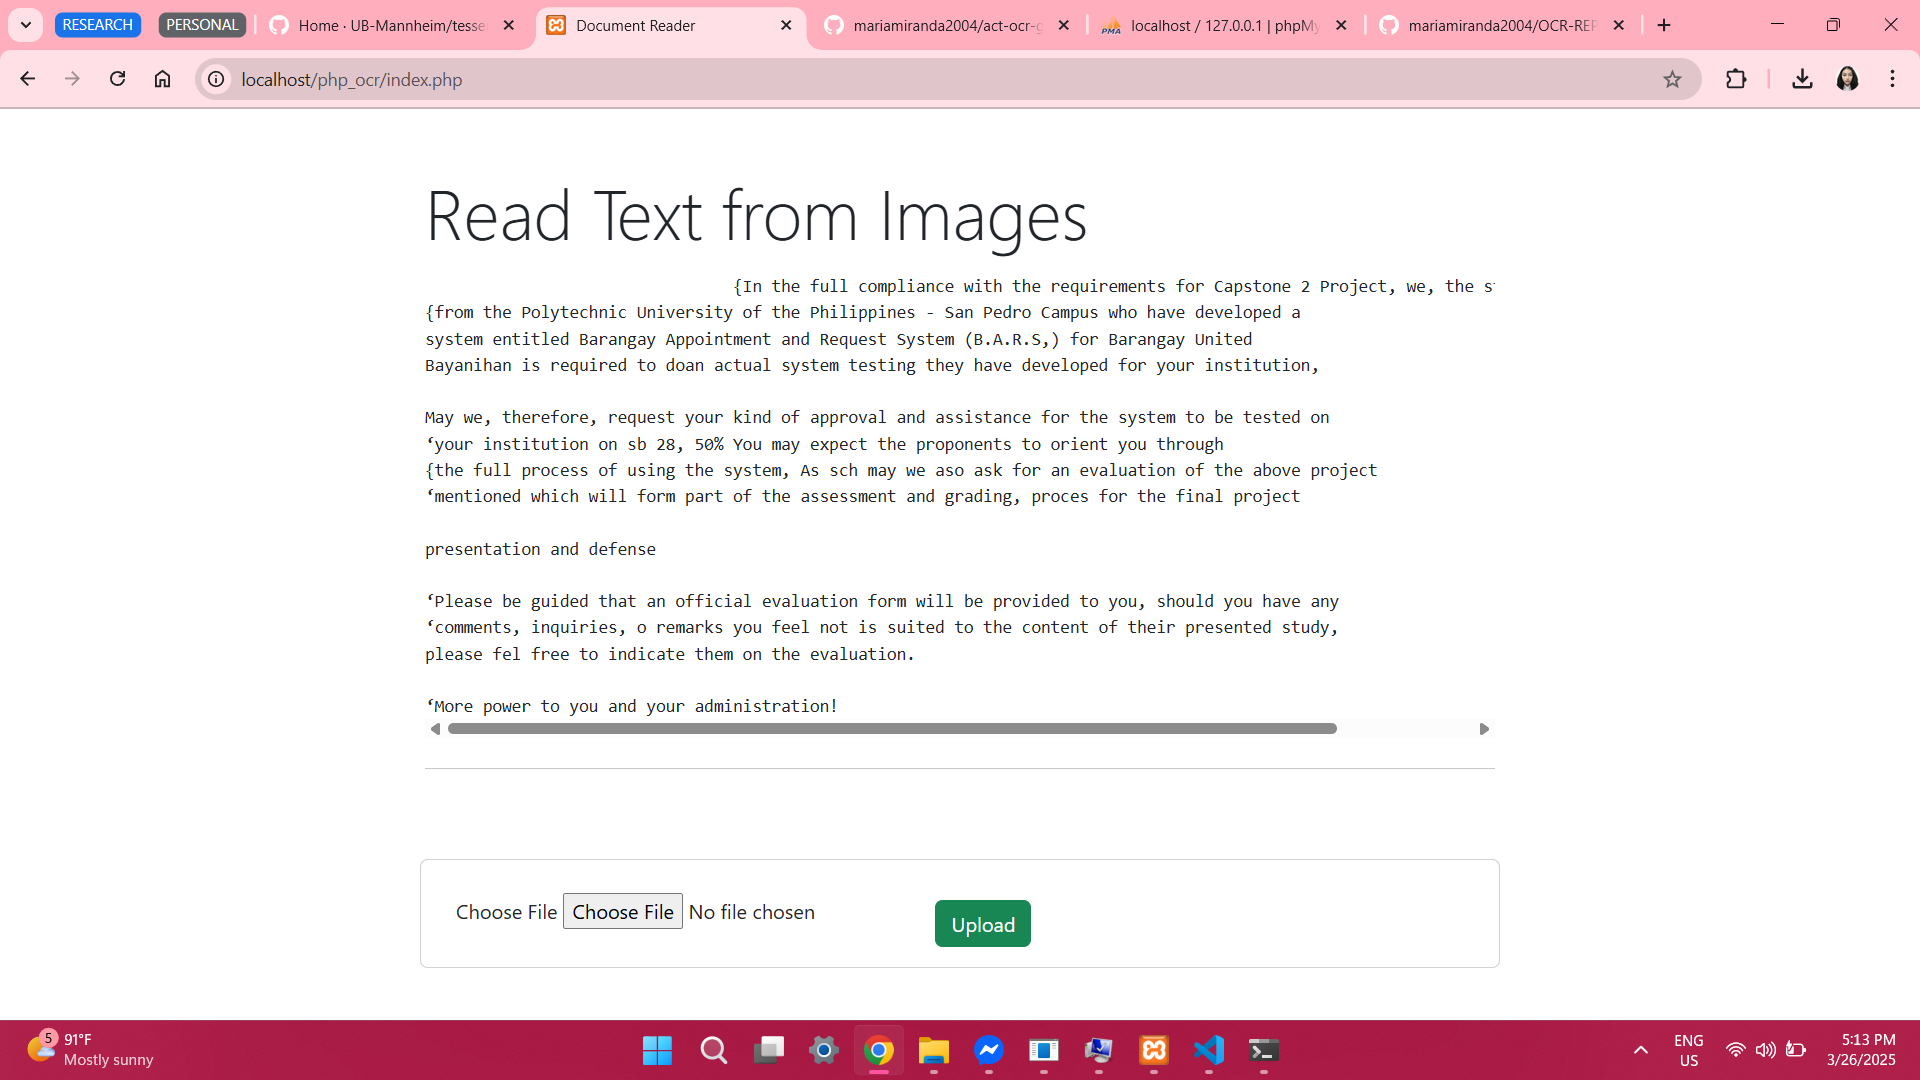 RESEARCH
PERSONAL
Home · UB-Mannheim/tesse
Document Reader
mariamiranda2004/act-ocr-g
localhost / 127.0.0.1 | phpMy
mariamiranda2004/OCR-REP
localhost/php_ocr/index.php
Read Text from Images
{In the full compliance with the requirements for Capstone 2 Project, we, the s
{from the Polytechnic University of the Philippines - San Pedro Campus who have developed a
system entitled Barangay Appointment and Request System (B.A.R.S,) for Barangay United
Bayanihan is required to doan actual system testing they have developed for your institution,
May we, therefore, request your kind of approval and assistance for the system to be tested on
‘your institution on sb 28, 50% You may expect the proponents to orient you through
{the full process of using the system, As sch may we aso ask for an evaluation of the above project
‘mentioned which will form part of the assessment and grading, proces for the final project
presentation and defense
‘Please be guided that an official evaluation form will be provided to you, should you have any
‘comments, inquiries, o remarks you feel not is suited to the content of their presented study,
please fel free to indicate them on the evaluation.
‘More power to you and your administration!
Choose File Choose File No file chosen
Upload
5
91°F
Mostly sunny
ENG
US
5:13 PM
3/26/2025